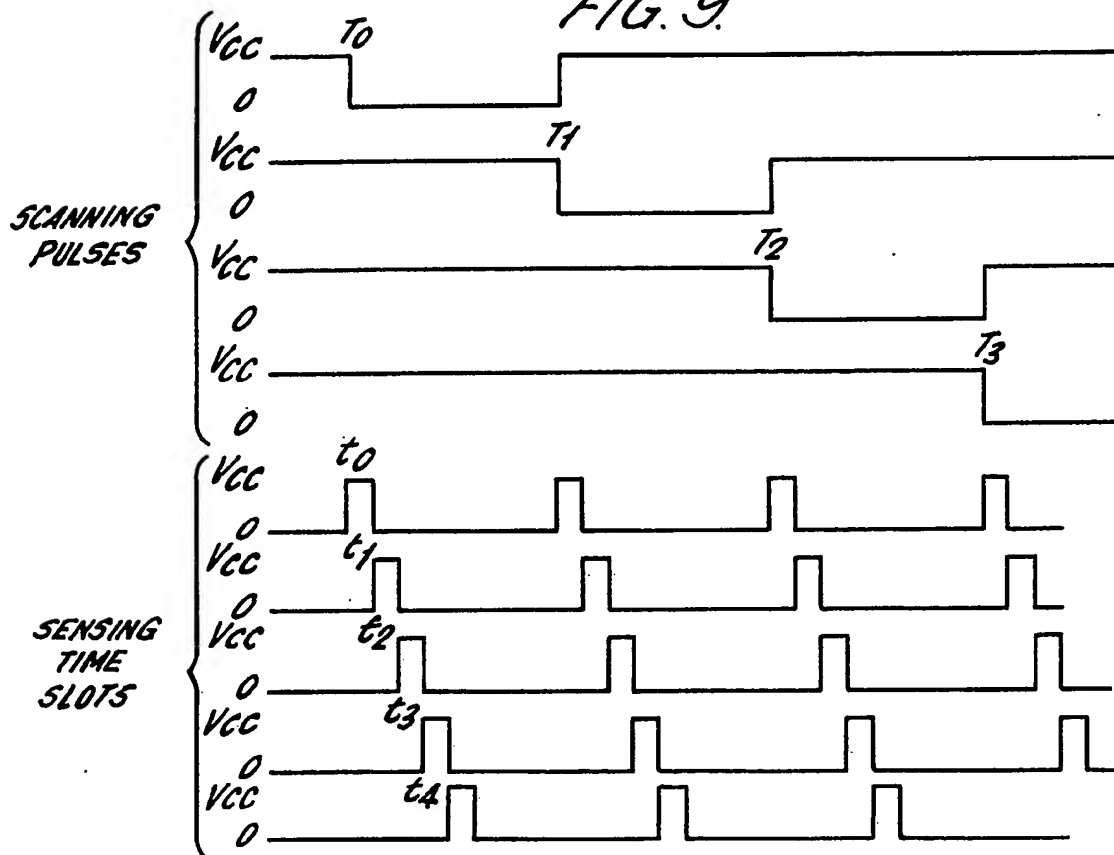 FIG. 9.
VCC
T0
0
VCC
T1
0
SCANNING
PULSES
VCC
T2
0
VCC
T3
0
VCC
t0
0
VCC
t1
0
SENSING
TIME
SLOTS
VCC
t2
0
VCC
t3
0
VCC
t4
0